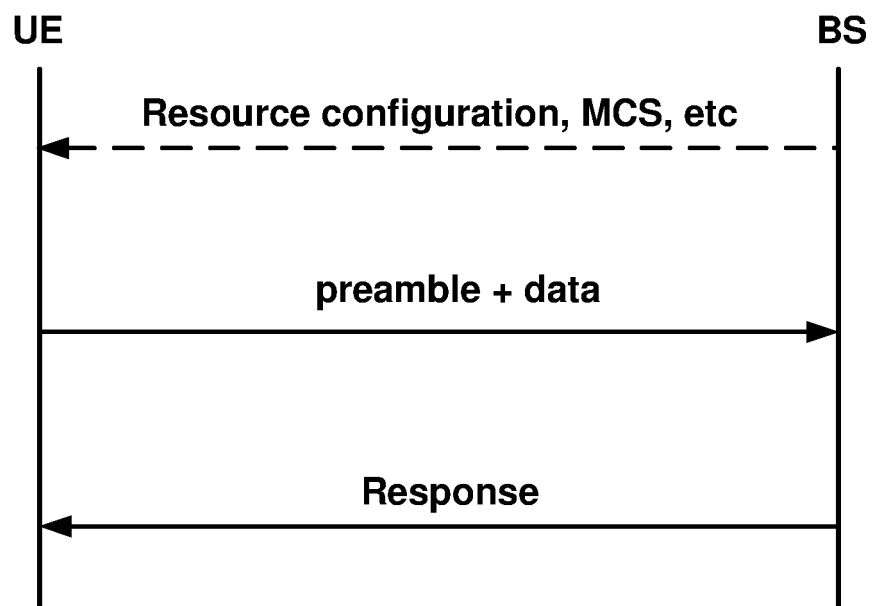 UE
BS
Resource configuration, MCS, etc
preamble + data
Response